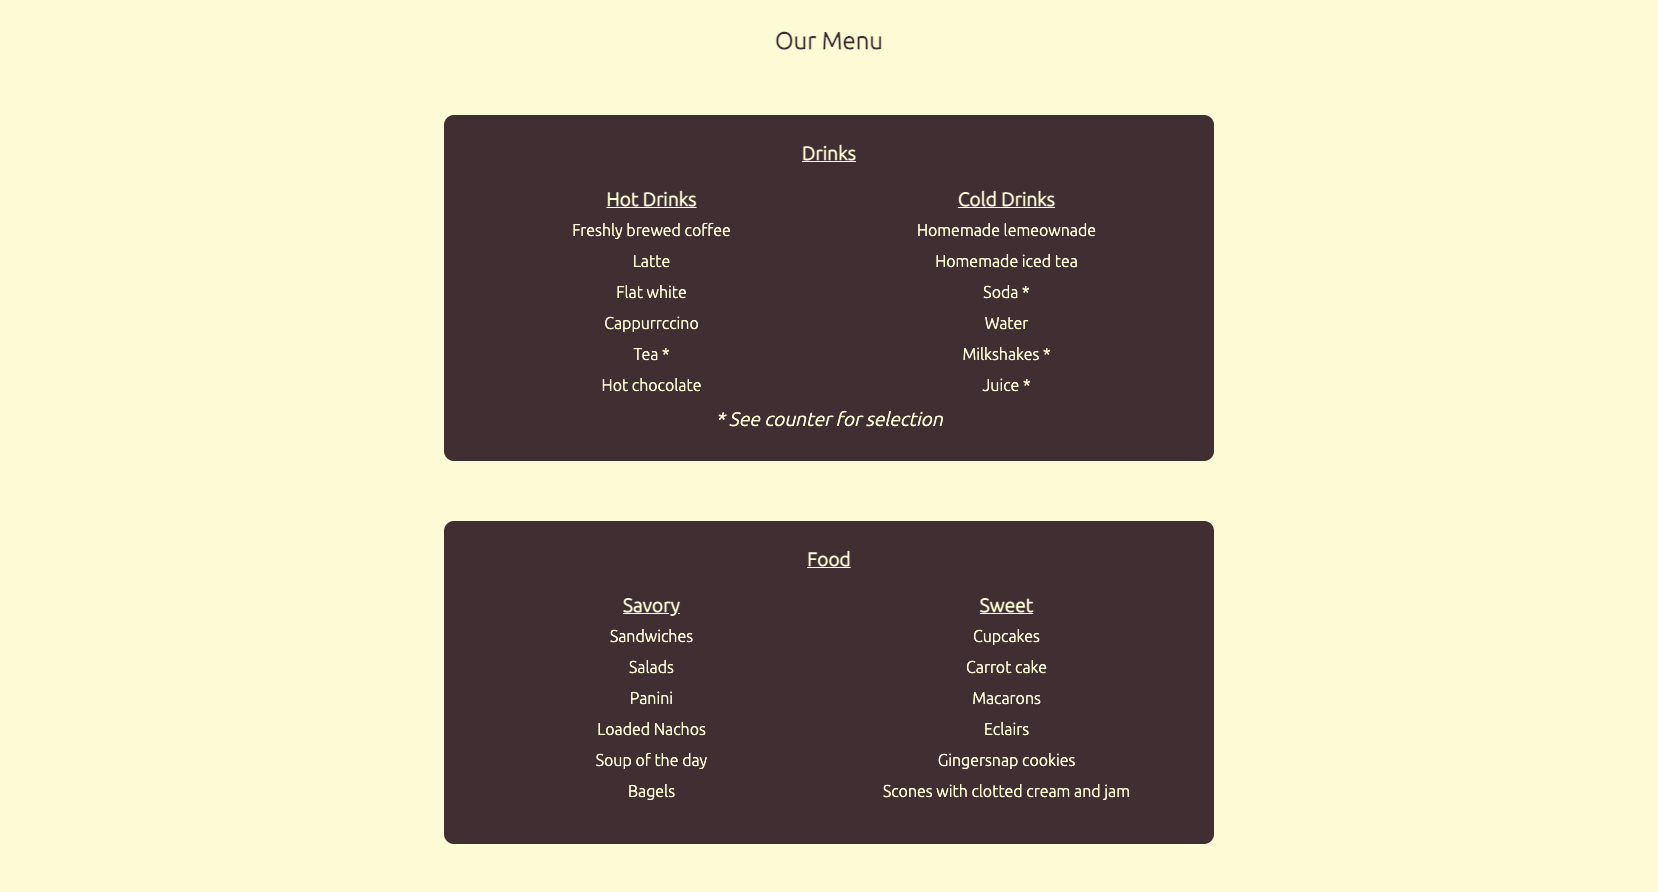 Our Menu
Drinks
Hot Drinks
Freshly brewed coffee
Latte
Flat white
Cappurrccino
Tea *
Hot chocolate
Cold Drinks
Homemade lemeownade
Homemade iced tea
Soda *
Water
Milkshakes *
Juice *
* See counter for selection
Food
Savory
Sandwiches
Salads
Panini
Loaded Nachos
Soup of the day
Bagels
Sweet
Cupcakes
Carrot cake
Macarons
Eclairs
Gingersnap cookies
Scones with clotted cream and jam